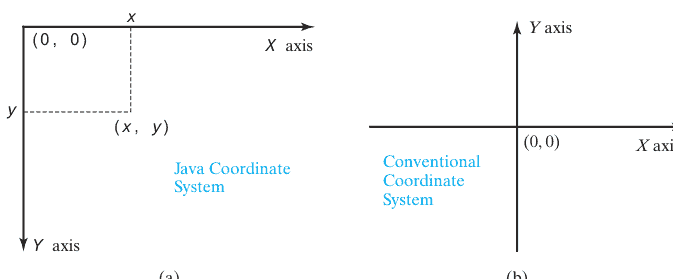 x
(0, 0)
X axis
y
(x, y)
Java Coordinate
System
Y axis
(a)
Y axis
(0, 0)
X axi
Conventional
Coordinate
System
(b)